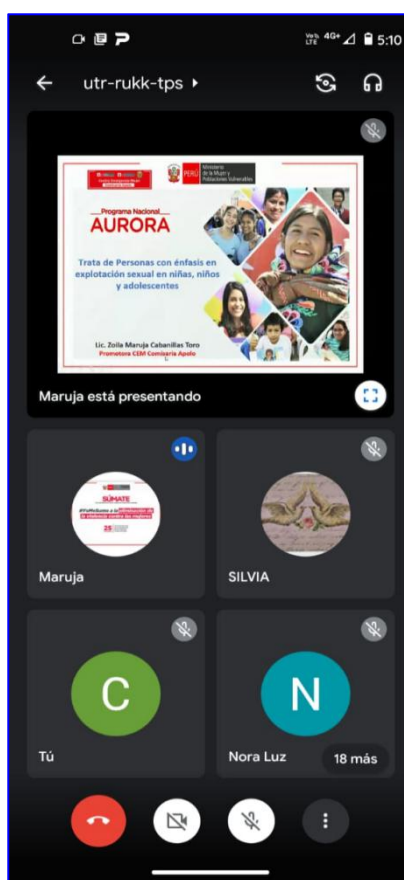 VoLTE 4G+ 5:10
utr-rukk-tps
PERÚ
Ministerio
de la Mujer y
Poblaciones Vulnerables
Programa Nacional
AURORA
Trata de Personas con énfasis en
explotación sexual en niñas, niños
y adolescentes
Lic. Zoila Maruja Cabanillas Toro
Promotora CEM Comisaría Apolo
Maruja está presentando
SÚMATE
25
Maruja
SILVIA
C
N
Tú
Nora Luz
18 más